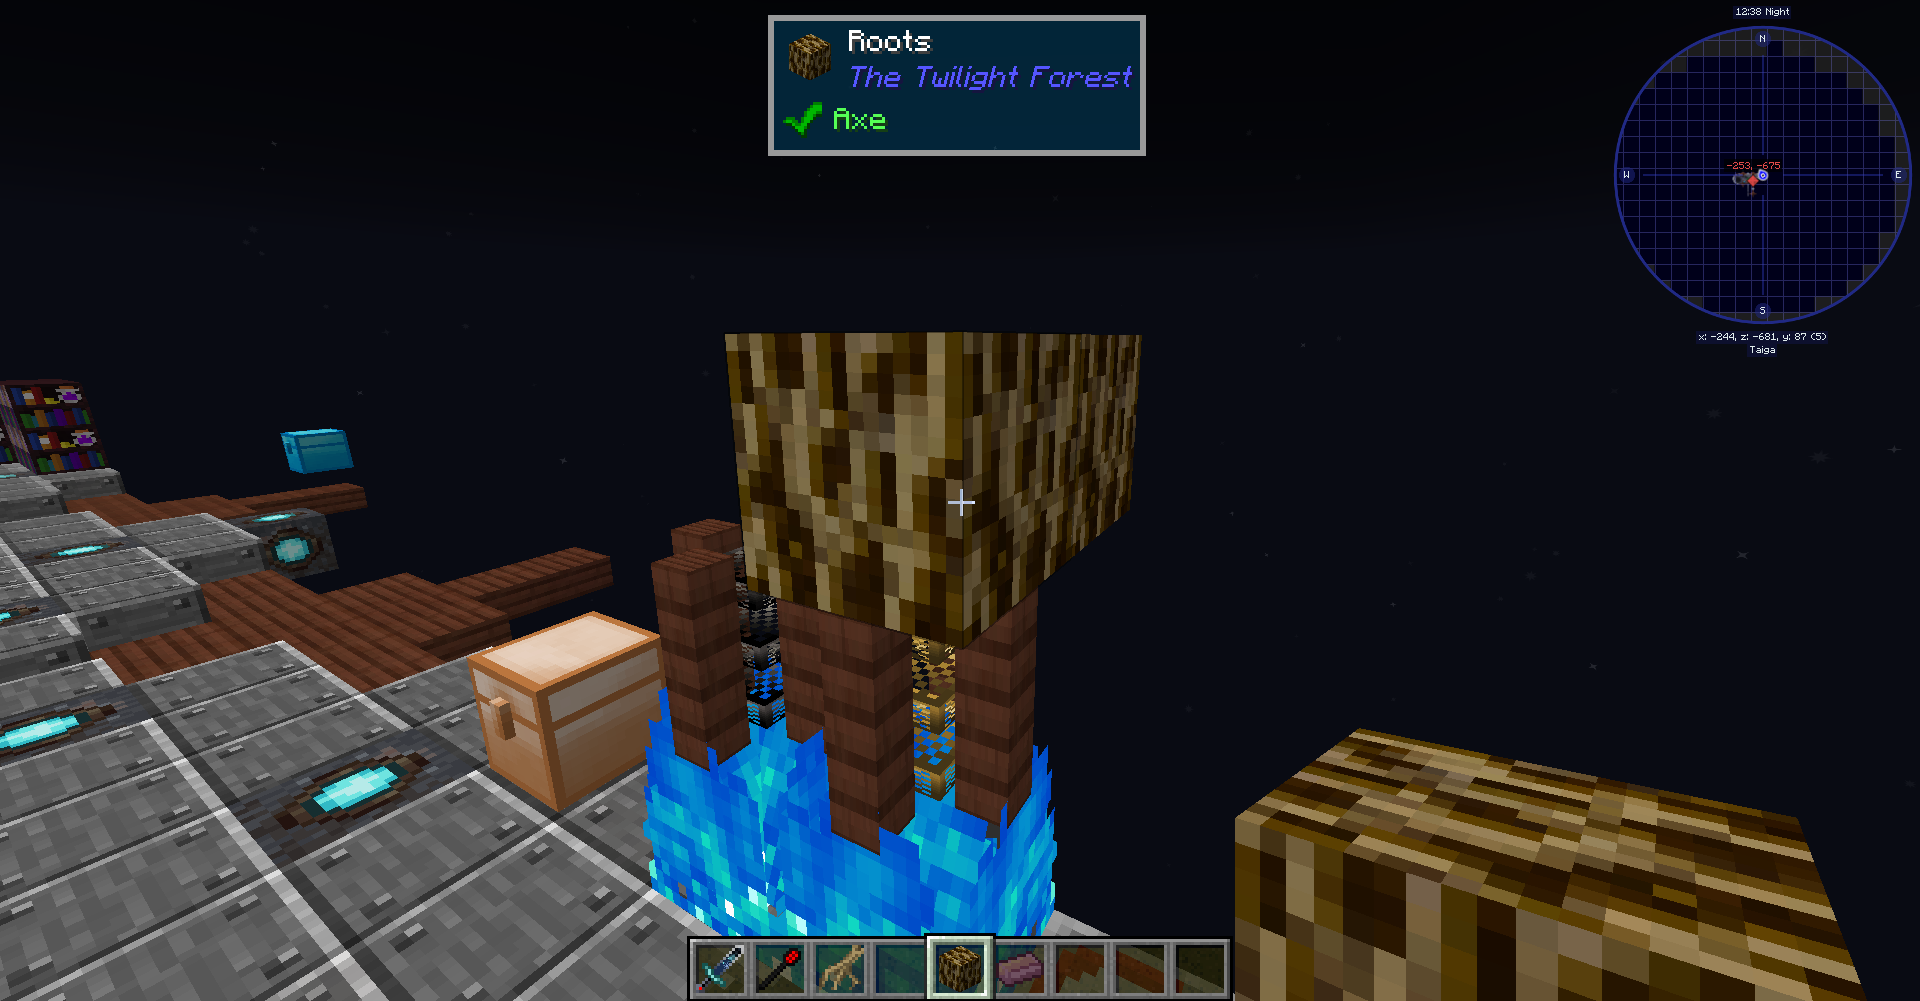 Roots
The Twilight Forest
Axe
12:38 Night
N
-253, -675
W
E
S
x: -244, z: -681, y: 87 (5)
Taiga